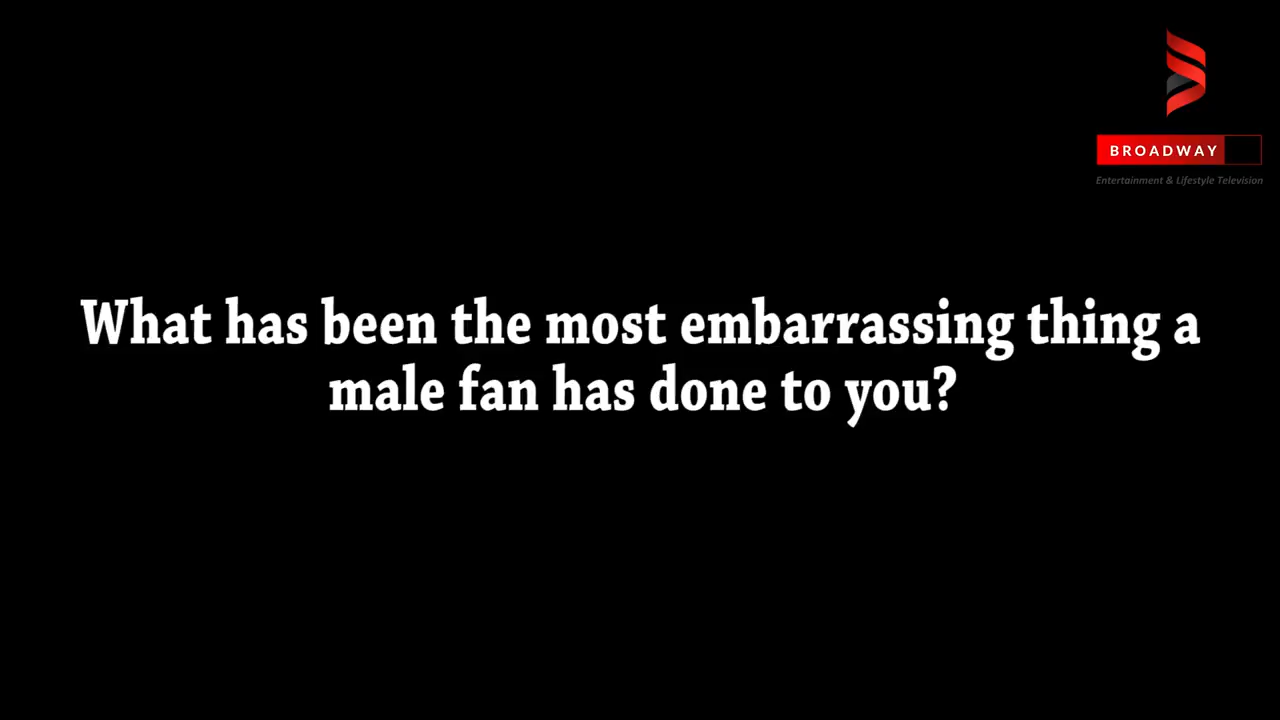 BROADWAY
Entertainment & Lifestyle Television
What has been the most embarrassing thing a
male fan has done to you?